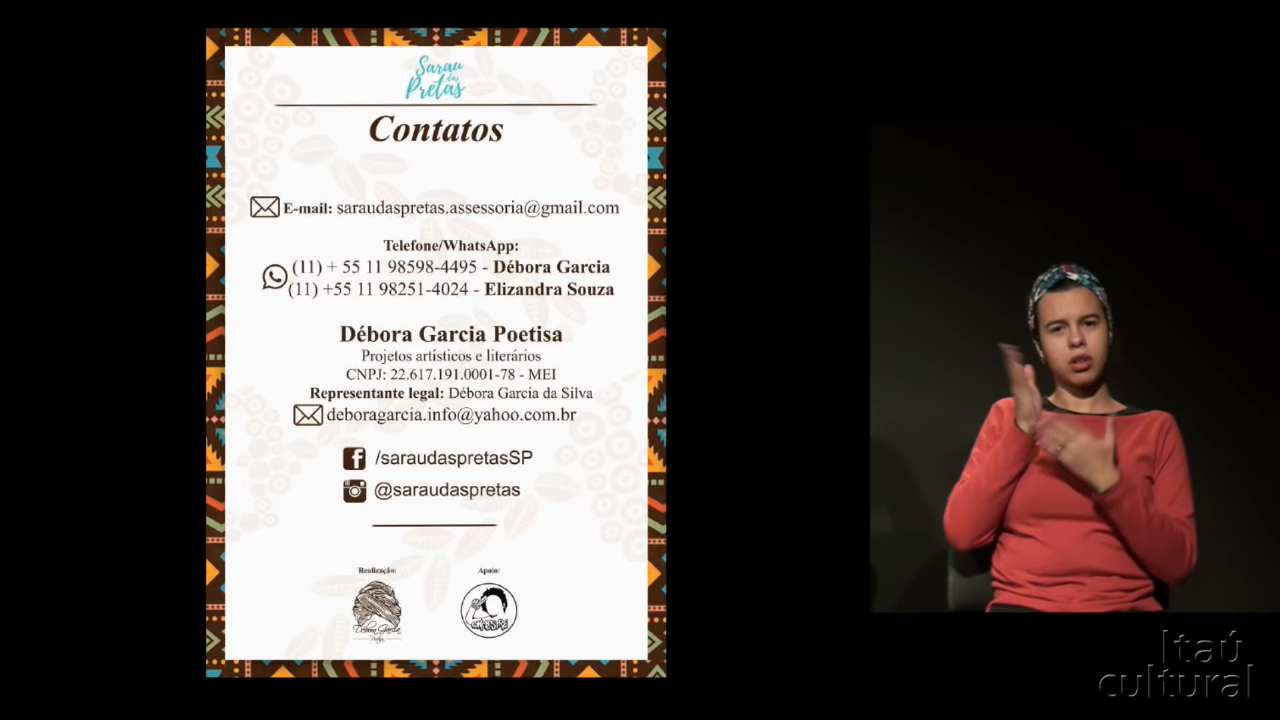 Sarau
das
Pretas
Contatos
E-mail: saraudaspretas.assessoria@gmail.com
Telefone/WhatsApp:
(11) + 55 11 98598-4495 - Débora Garcia
(11) +55 11 98251-4024 - Elizandra Souza
Débora Garcia Poetisa
Projetos artísticos e literários
CNPJ: 22.617.191.0001-78 - MEI
Representante legal: Débora Garcia da Silva
deboragarcia.info@yahoo.com.br
/saraudaspretasSP
@saraudaspretas
Realização:
Apoio:
Débora Garcia
Itaú
cultural